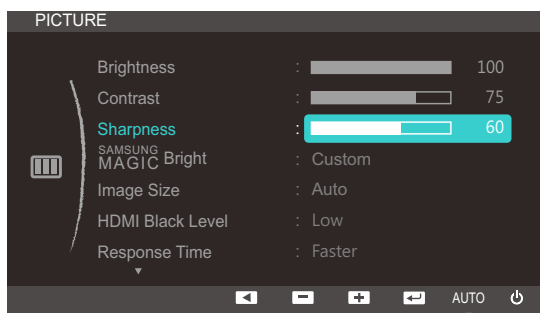 PICTURE
Brightness : 100
Contrast : 75
Sharpness : 60
SAMSUNG
MAGIC Bright : Custom
Image Size : Auto
HDMI Black Level : Low
Response Time : Faster
AUTO